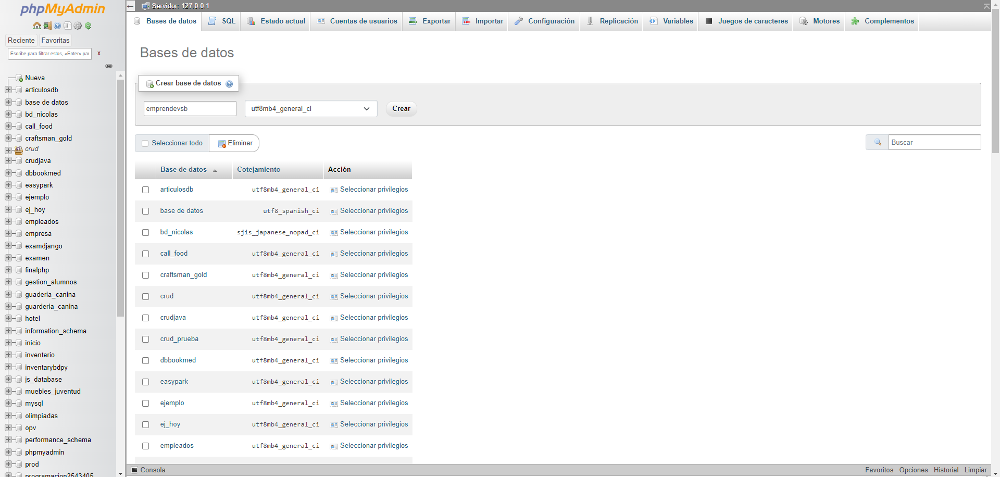 phpMyAdmin
Reciente Favoritas
Escribe para filtrar estos, «Enter» par X
Nueva
articulosdb
base de datos
bd_nicolas
call_food
craftsman_gold
crud
crudjava
dbbookmed
easypark
ejemplo
ej_hoy
empleados
empresa
examdjango
examen
finalphp
gestion_alumnos
guaderia_canina
guarderia_canina
hotel
information_schema
inicio
inventario
inventarybdpy
js_database
muebles_juventud
mysql
olimpiadas
opv
performance_schema
phpmyadmin
prod
programacion2543405
Servidor: 127.0.0.1
Bases de datos SQL Estado actual Cuentas de usuarios Exportar Importar Configuración Replicación Variables Juegos de caracteres Motores Complementos
Bases de datos
Crear base de datos
emprendevsb utf8mb4_general_ci Crear
Seleccionar todo Eliminar Buscar
Base de datos Cotejamiento Acción
articulosdb utf8mb4_general_ci Seleccionar privilegios
base de datos utf8_spanish_ci Seleccionar privilegios
bd_nicolas sjis_japanese_nopad_ci Seleccionar privilegios
call_food utf8mb4_general_ci Seleccionar privilegios
craftsman_gold utf8mb4_general_ci Seleccionar privilegios
crud utf8mb4_general_ci Seleccionar privilegios
crudjava utf8mb4_general_ci Seleccionar privilegios
crud_prueba utf8mb4_general_ci Seleccionar privilegios
dbbookmed utf8mb4_general_ci Seleccionar privilegios
easypark utf8mb4_general_ci Seleccionar privilegios
ejemplo utf8mb4_general_ci Seleccionar privilegios
ej_hoy utf8mb4_general_ci Seleccionar privilegios
empleados utf8mb4_general_ci Seleccionar privilegios
Consola Favoritos Opciones Historial Limpiar